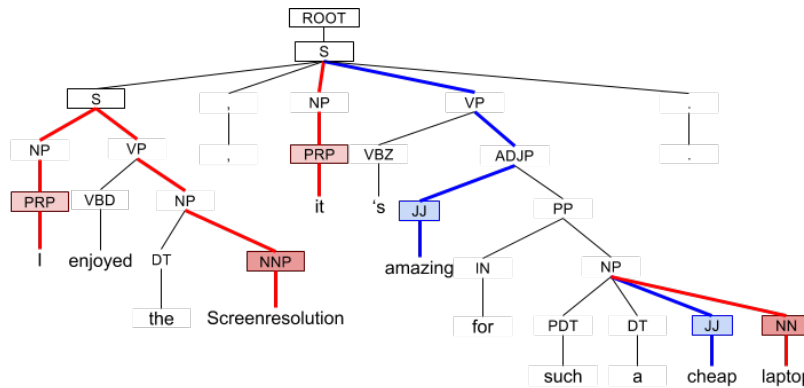 ROOT
S
S , NP VP .
NP VP , PRP VBZ ADJP .
PRP VBD NP it 's JJ PP
I enjoyed DT NNP amazing IN NP
the Screenresolution for PDT DT JJ NN
such a cheap laptop